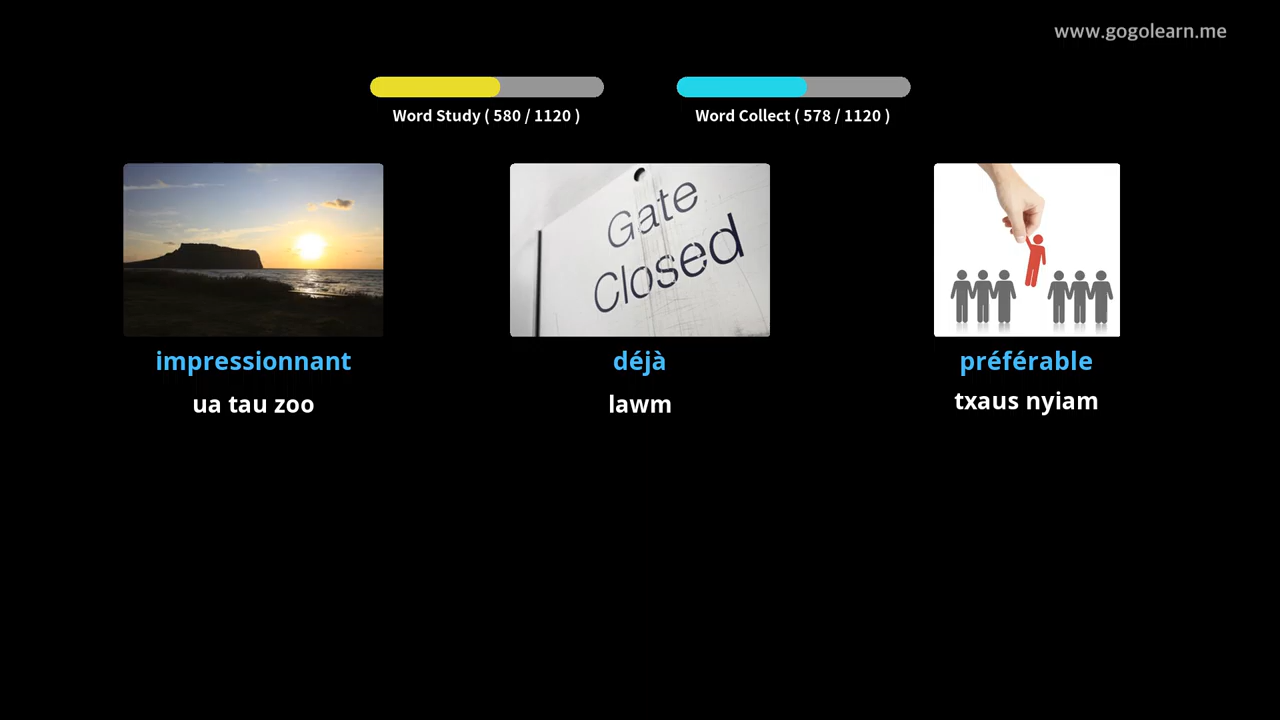 www.gogolearn.me
Word Study ( 580 / 1120 )
Word Collect ( 578 / 1120 )
Gate
Closed
impressionnant
déjà
préférable
ua tau zoo
lawm
txaus nyiam